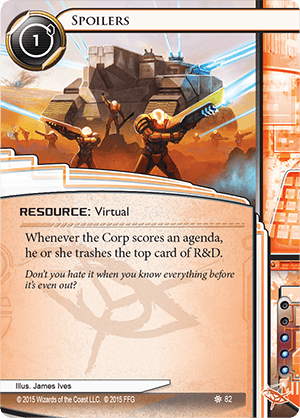 1
SPOILERS
RESOURCE: Virtual
Whenever the Corp scores an agenda,
he or she trashes the top card of R&D.
Don't you hate it when you know everything before
it's even out?
Illus. James Ives
© 2015 Wizards of the Coast LLC. © 2015 FFG
82